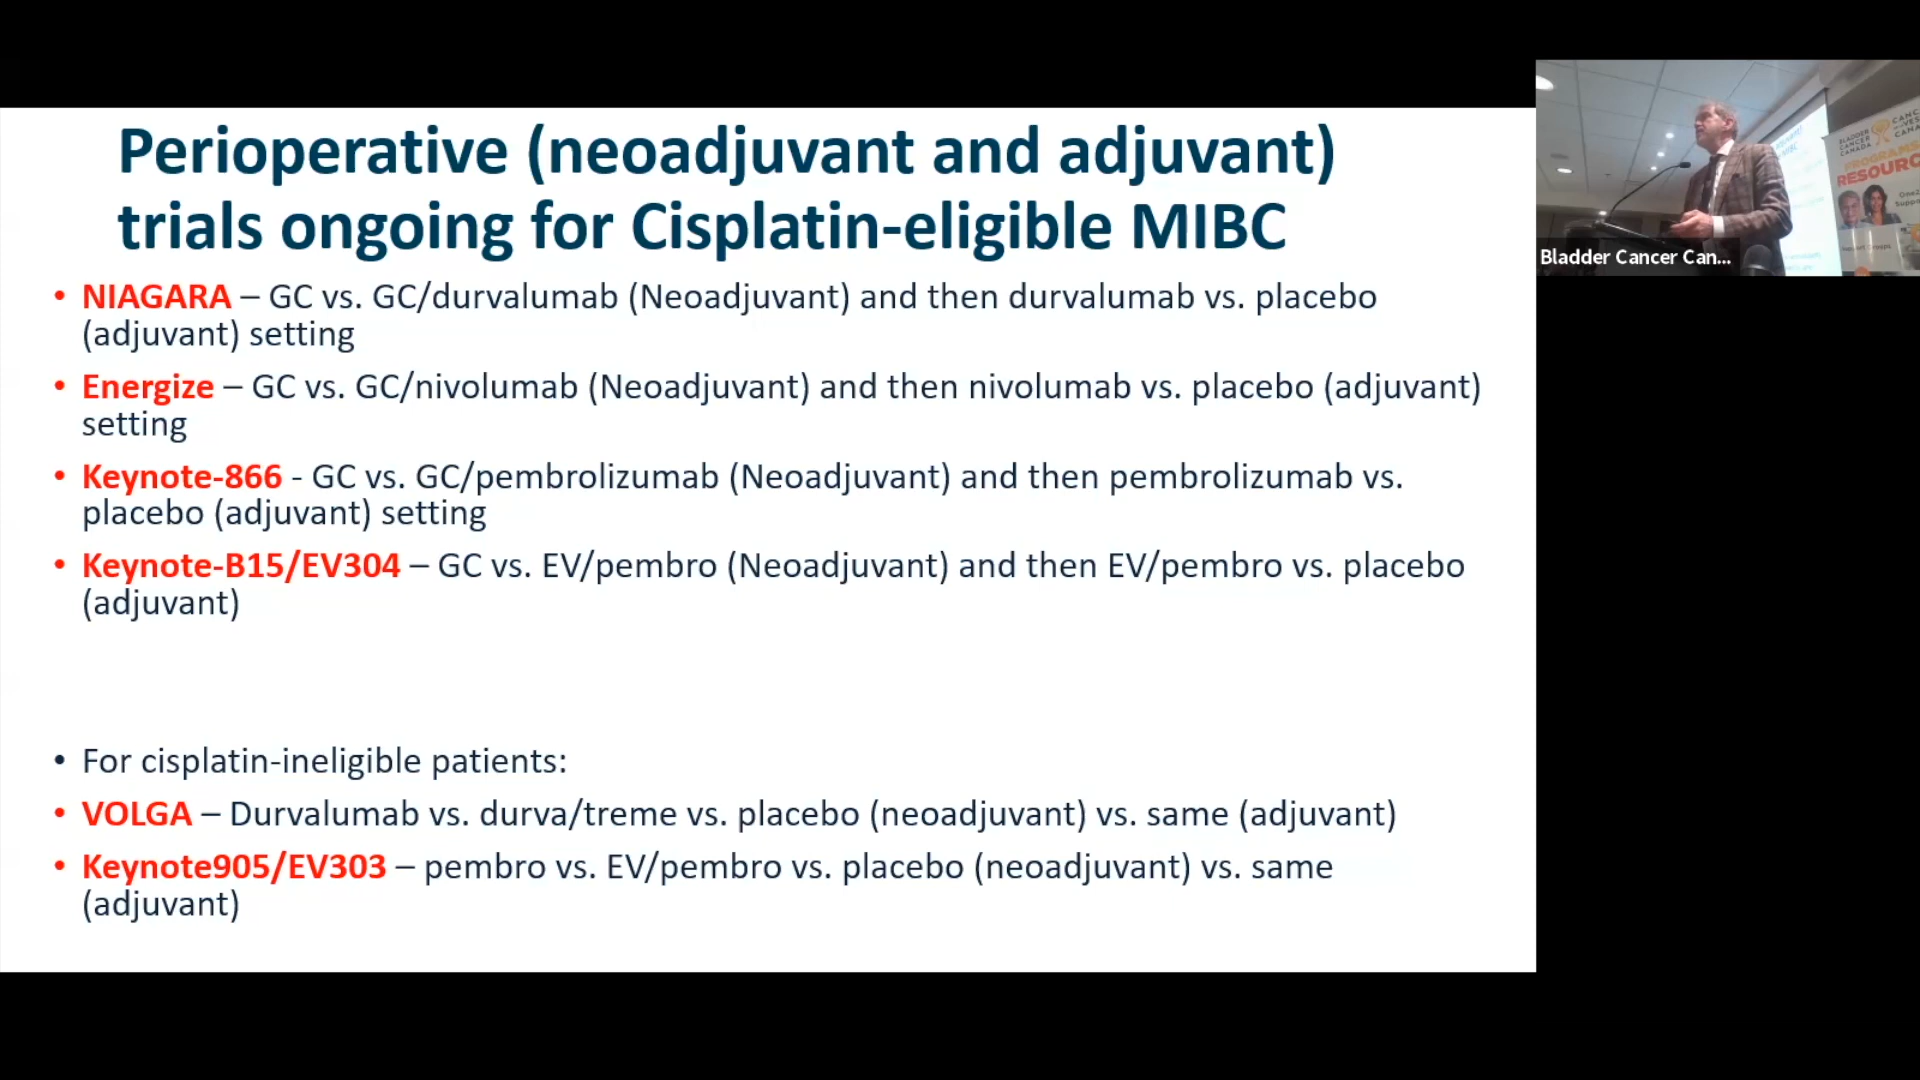 Perioperative (neoadjuvant and adjuvant)
trials ongoing for Cisplatin-eligible MIBC
• NIAGARA – GC vs. GC/durvalumab (Neoadjuvant) and then durvalumab vs. placebo
(adjuvant) setting
• Energize – GC vs. GC/nivolumab (Neoadjuvant) and then nivolumab vs. placebo (adjuvant)
setting
• Keynote-866 - GC vs. GC/pembrolizumab (Neoadjuvant) and then pembrolizumab vs.
placebo (adjuvant) setting
• Keynote-B15/EV304 – GC vs. EV/pembro (Neoadjuvant) and then EV/pembro vs. placebo
(adjuvant)
• For cisplatin-ineligible patients:
• VOLGA – Durvalumab vs. durva/treme vs. placebo (neoadjuvant) vs. same (adjuvant)
• Keynote905/EV303 – pembro vs. EV/pembro vs. placebo (neoadjuvant) vs. same
(adjuvant)
BLADDER
CANCER
CANADA
Bladder Cancer Can...